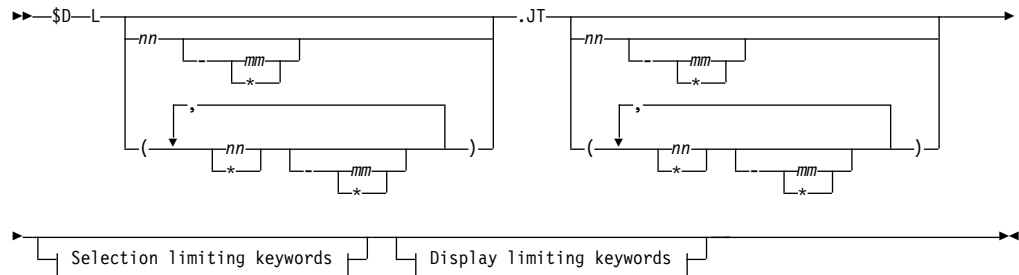 $D L .JT
nn nn
- mm - mm
* *
, ,
( nn ) ( nn )
* - mm * - mm
* *
Selection limiting keywords Display limiting keywords